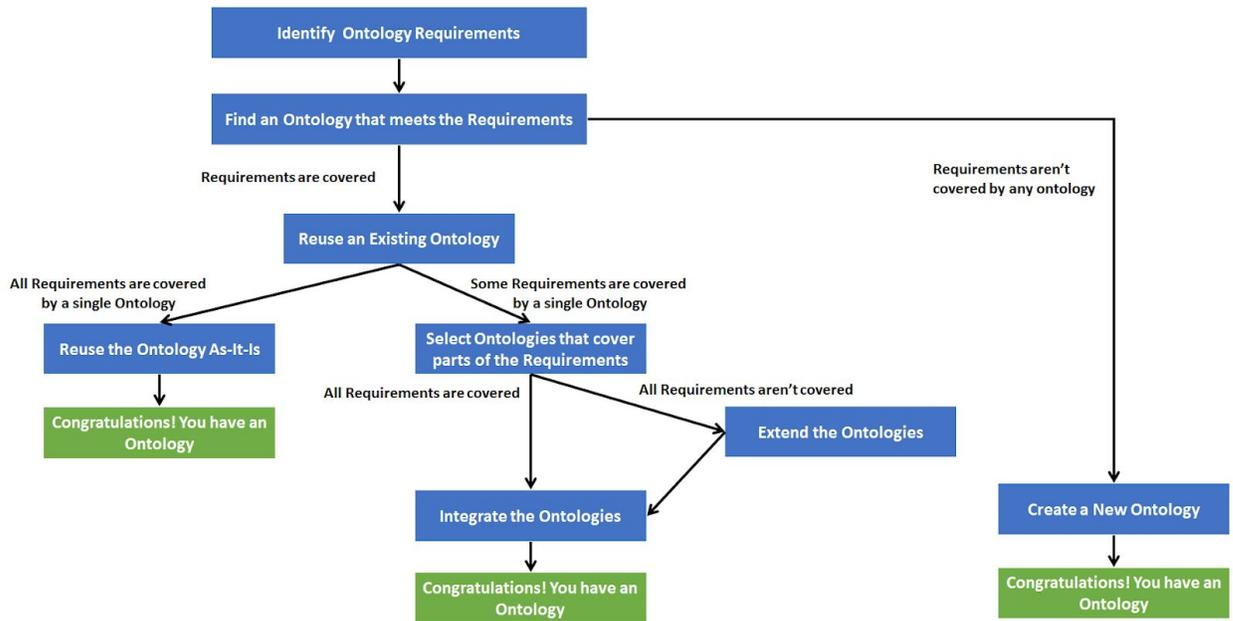 Identify Ontology Requirements
Find an Ontology that meets the Requirements
Requirements are covered
Requirements aren't
covered by any ontology
Reuse an Existing Ontology
All Requirements are covered
by a single Ontology
Some Requirements are covered
by a single Ontology
Reuse the Ontology As-It-Is
Select Ontologies that cover
parts of the Requirements
All Requirements are covered
All Requirements aren't covered
Congratulations! You have an
Ontology
Extend the Ontologies
Integrate the Ontologies
Create a New Ontology
Congratulations! You have an
Ontology
Congratulations! You have an
Ontology